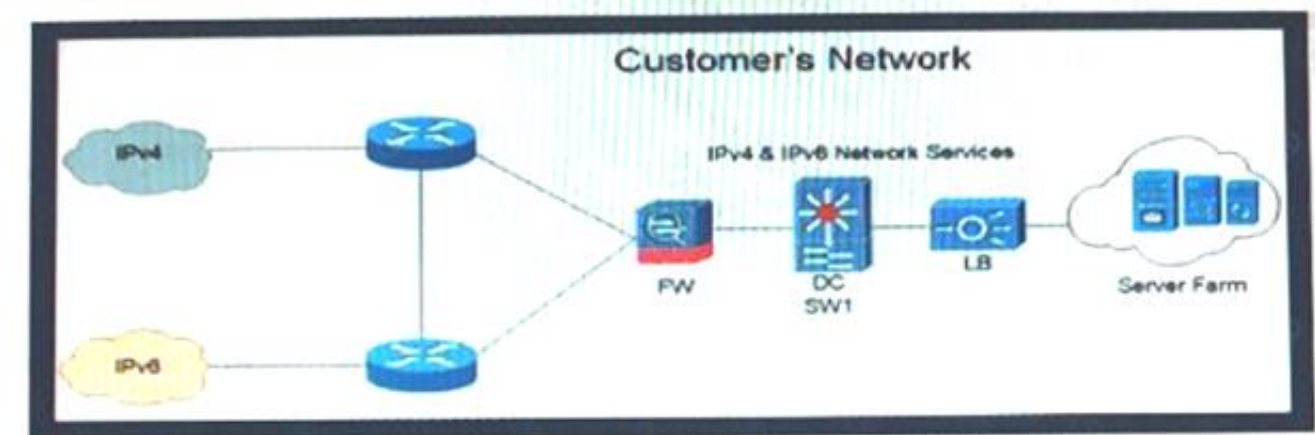 Customer's Network
IPv4
IPv4 & IPv6 Network Services
FW
DC
SW1
LB
Server Farm
IPv6